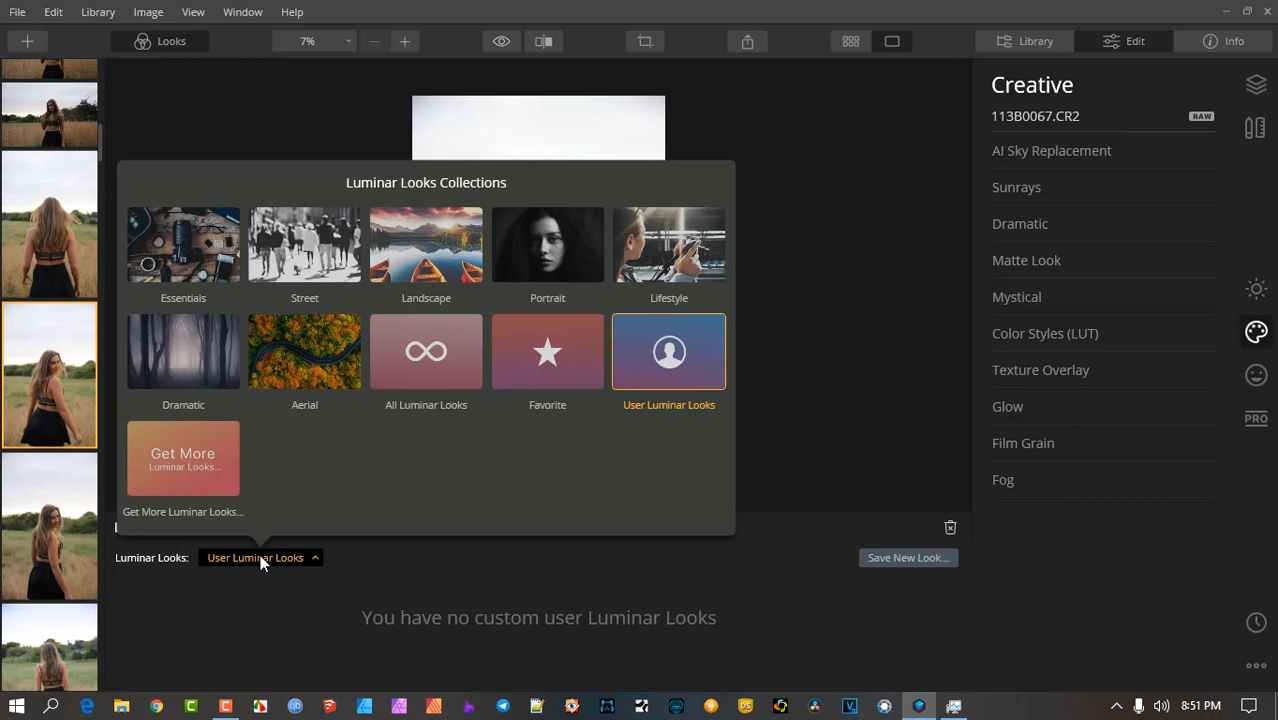 File Edit Library Image View Window Help
Looks 7% Library Edit Info
Creative
113B0067.CR2 RAW
AI Sky Replacement
Sunrays
Dramatic
Matte Look
Mystical
Color Styles (LUT)
Texture Overlay
Glow
Film Grain
Fog
PRO
Luminar Looks Collections
Essentials Street Landscape Portrait Lifestyle
Dramatic Aerial All Luminar Looks Favorite User Luminar Looks
Get More
Luminar Looks...
Get More Luminar Looks...
Luminar Looks: User Luminar Looks Save New Look...
You have no custom user Luminar Looks
8:51 PM